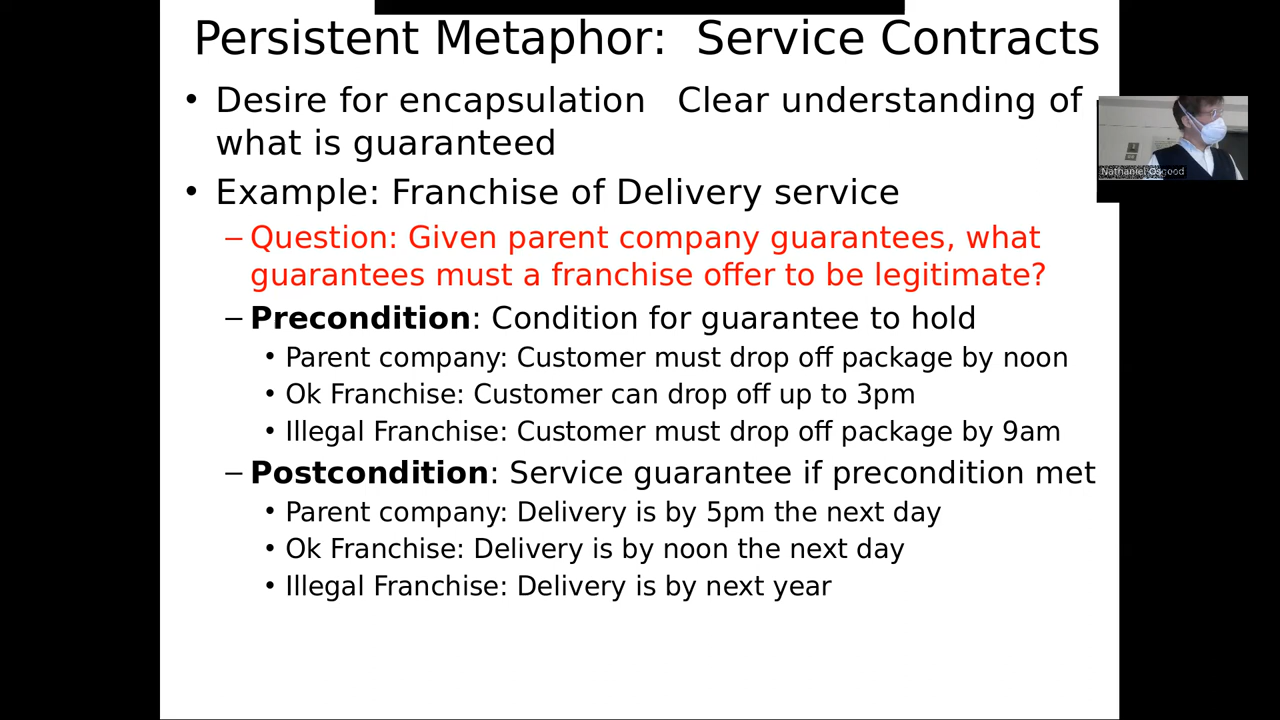 Persistent Metaphor: Service Contracts
• Desire for encapsulation Clear understanding of
what is guaranteed
• Example: Franchise of Delivery service
– Question: Given parent company guarantees, what
guarantees must a franchise offer to be legitimate?
– Precondition: Condition for guarantee to hold
• Parent company: Customer must drop off package by noon
• Ok Franchise: Customer can drop off up to 3pm
• Illegal Franchise: Customer must drop off package by 9am
– Postcondition: Service guarantee if precondition met
• Parent company: Delivery is by 5pm the next day
• Ok Franchise: Delivery is by noon the next day
• Illegal Franchise: Delivery is by next year
Nathaniel Osgood